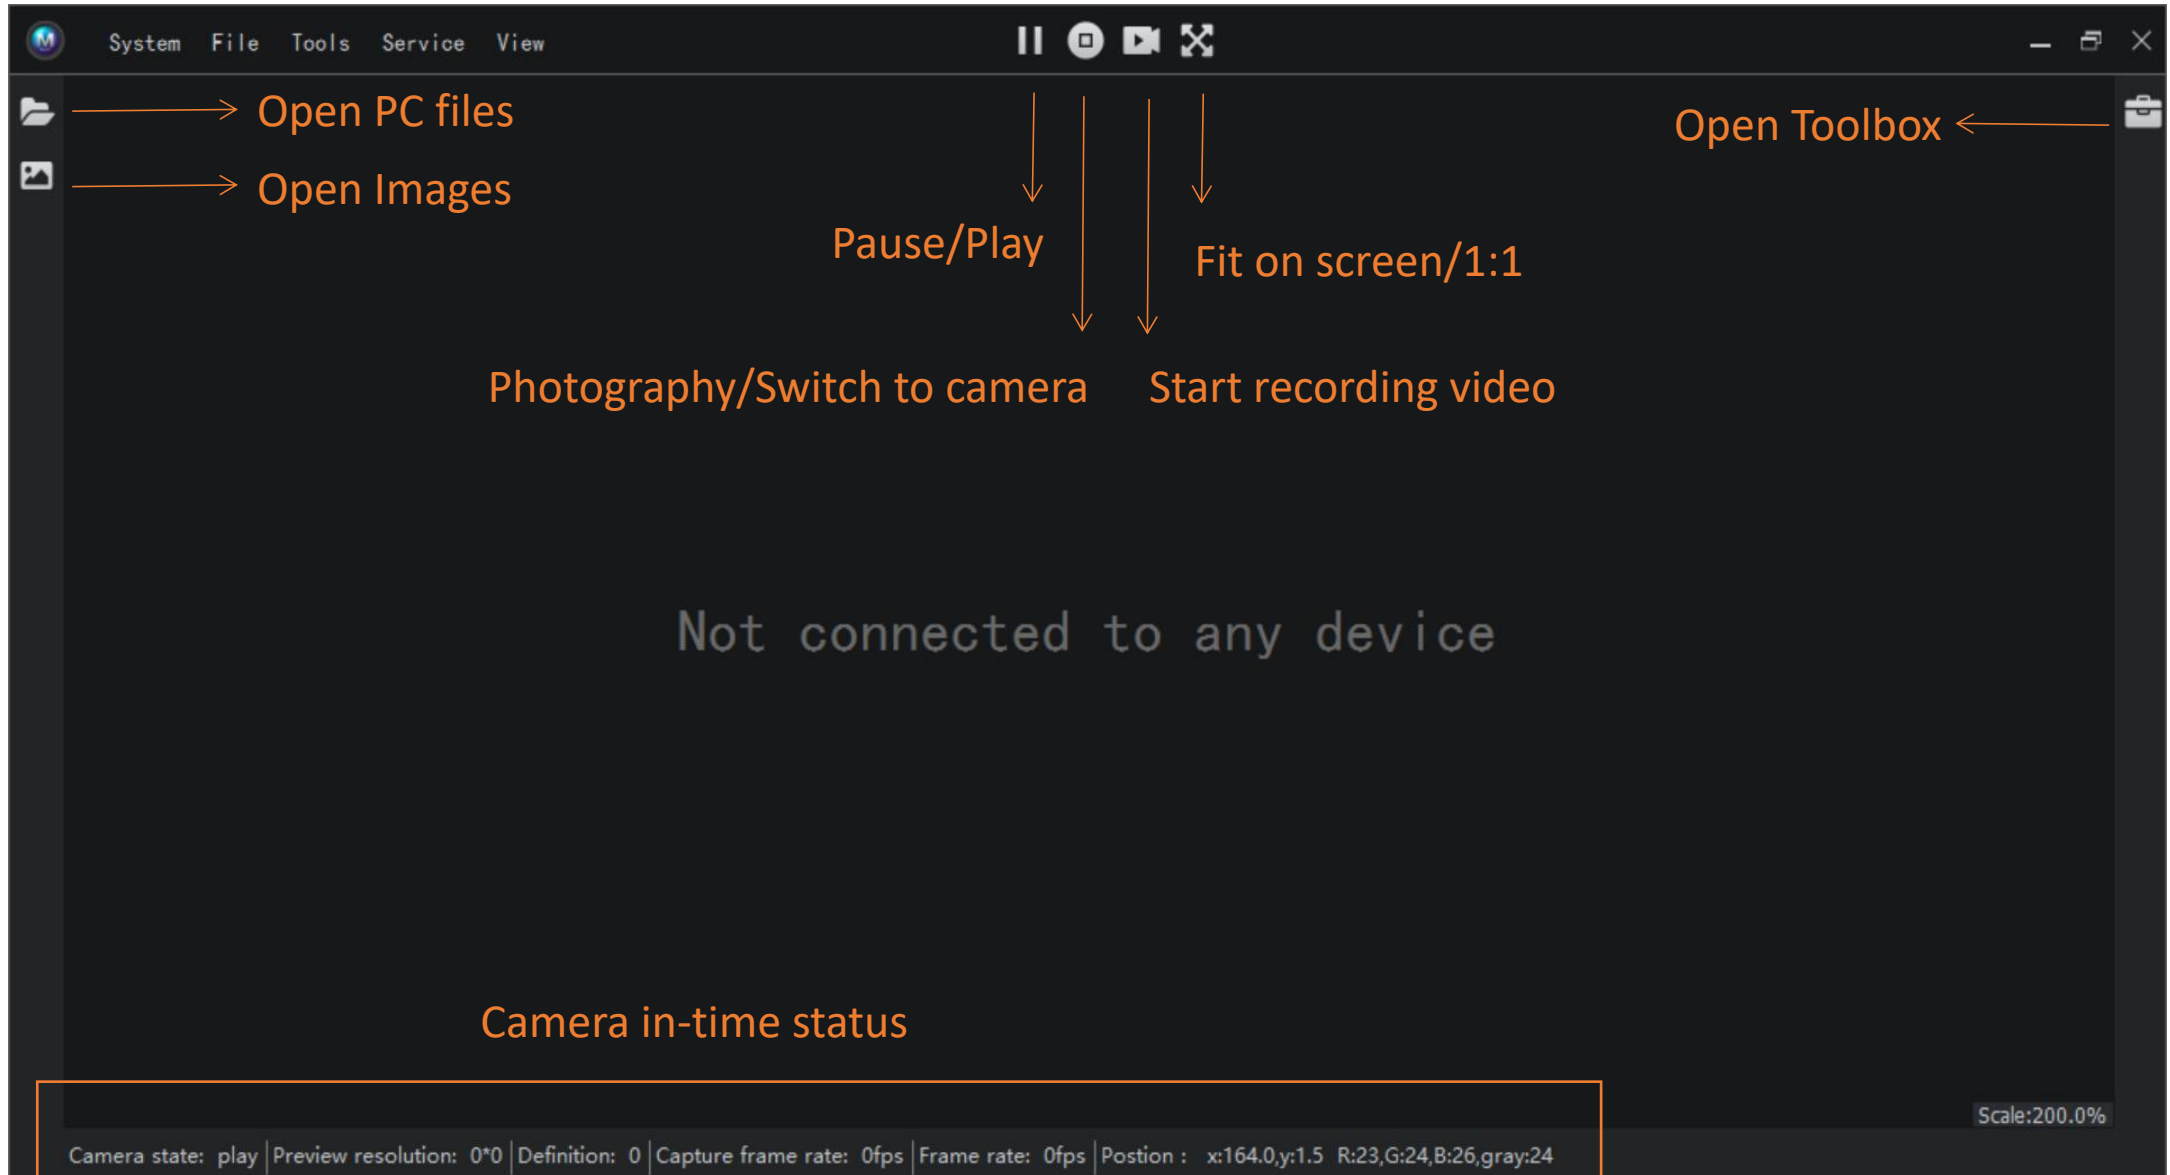 M
System File Tools Service View
Open PC files
Open Toolbox
Open Images
Pause/Play
Fit on screen/1:1
Photography/Switch to camera
Start recording video
Not connected to any device
Camera in-time status
Scale:200.0%
Camera state: play Preview resolution: 0*0 Definition: 0 Capture frame rate: 0fps Frame rate: 0fps Postion : x:164.0,y:1.5 R:23,G:24,B:26,gray:24